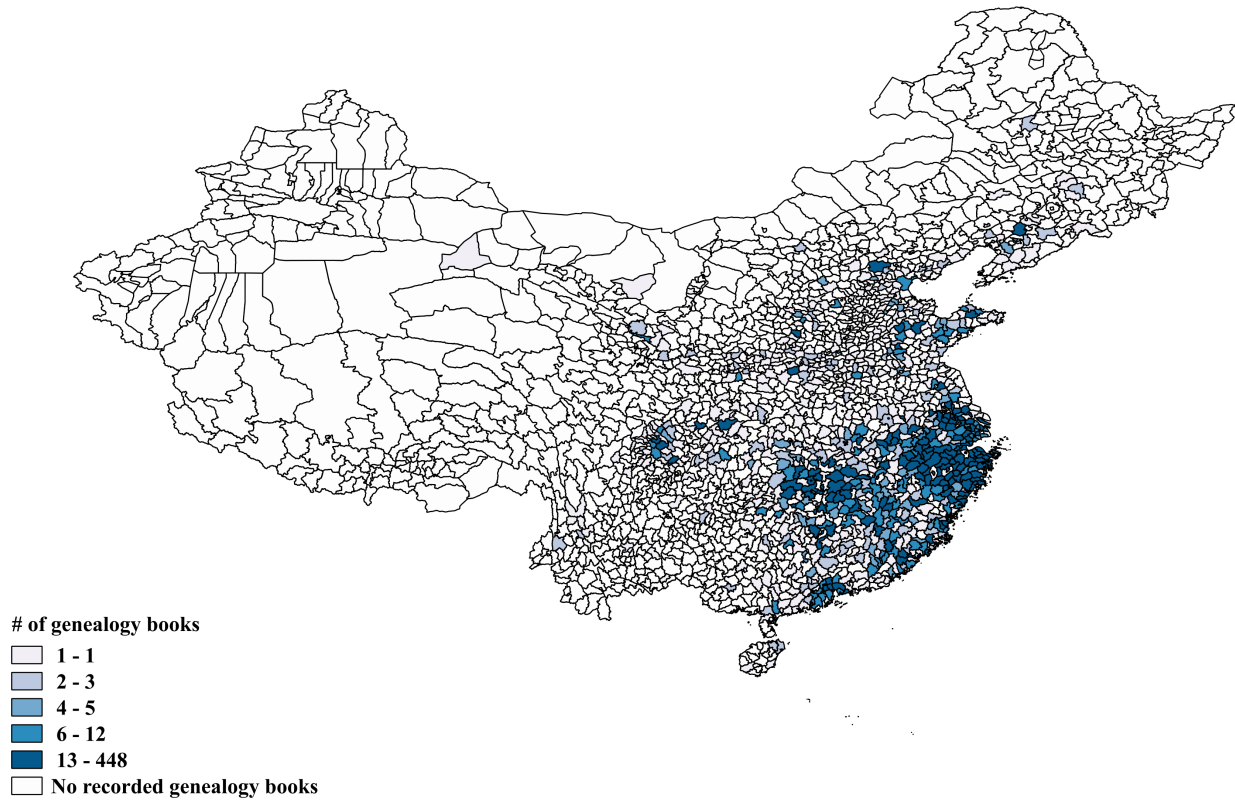 # of genealogy books
1 - 1
2 - 3
4 - 5
6 - 12
13 - 448
No recorded genealogy books